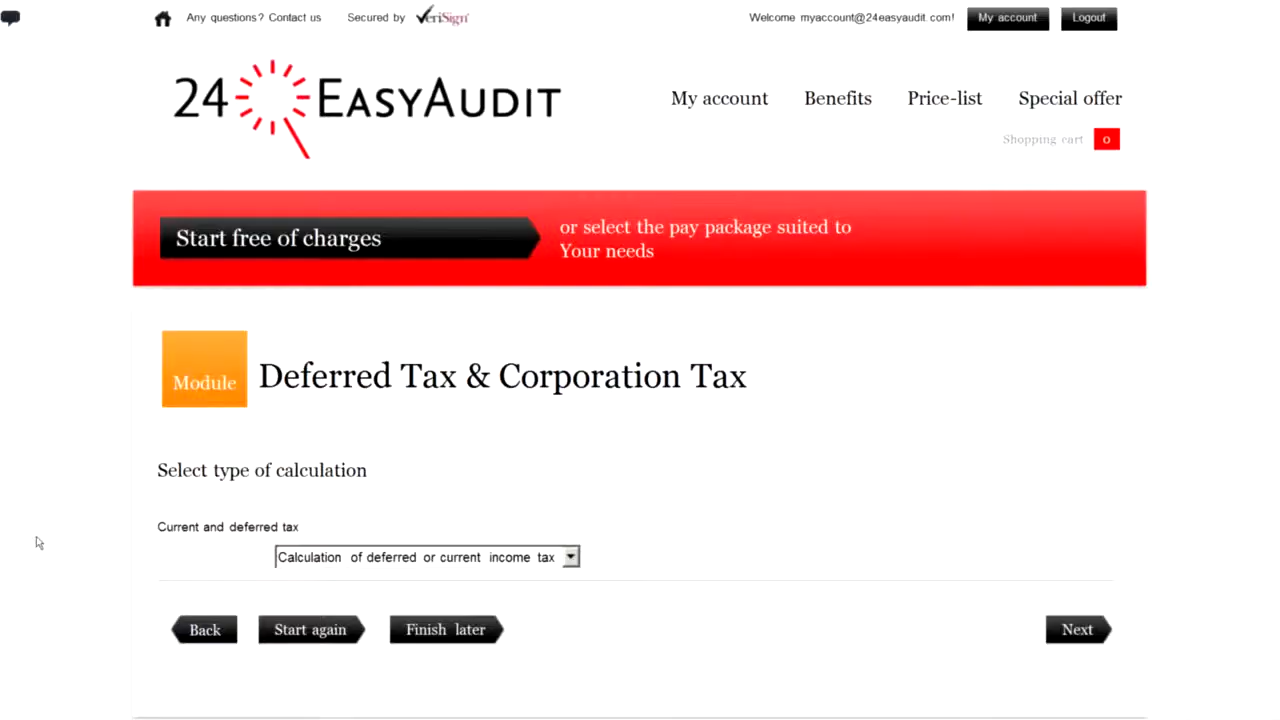 Any questions? Contact us
Secured by VeriSign
Welcome myaccount@24easyaudit.com!
My account
Logout
24 EASYAUDIT
My account
Benefits
Price-list
Special offer
Shopping cart 0
Start free of charges
or select the pay package suited to
Your needs
Module
Deferred Tax & Corporation Tax
Select type of calculation
Current and deferred tax
Calculation of deferred or current income tax
Back
Start again
Finish later
Next